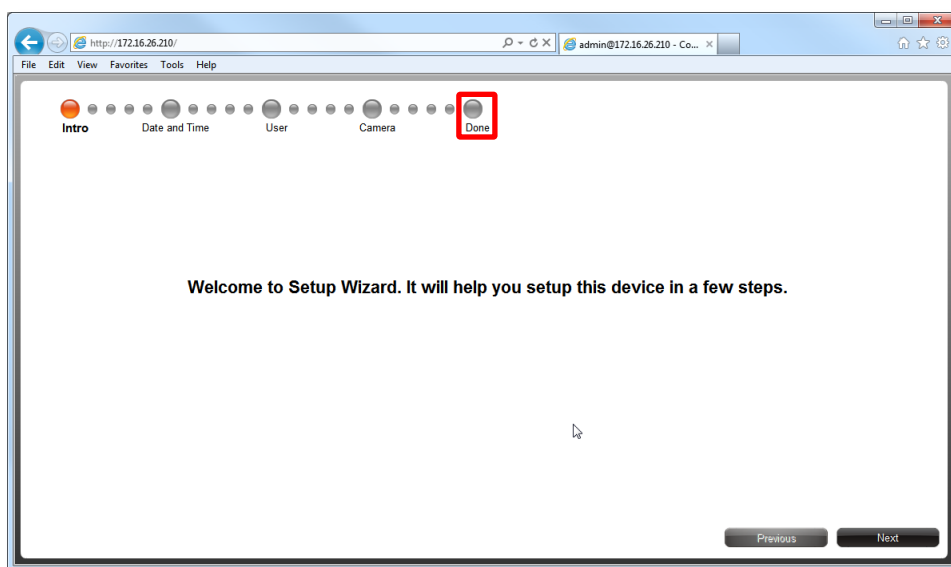 http://172.16.26.210/
admin@172.16.26.210 - Co...
File Edit View Favorites Tools Help
Intro Date and Time User Camera Done
Welcome to Setup Wizard. It will help you setup this device in a few steps.
Previous Next